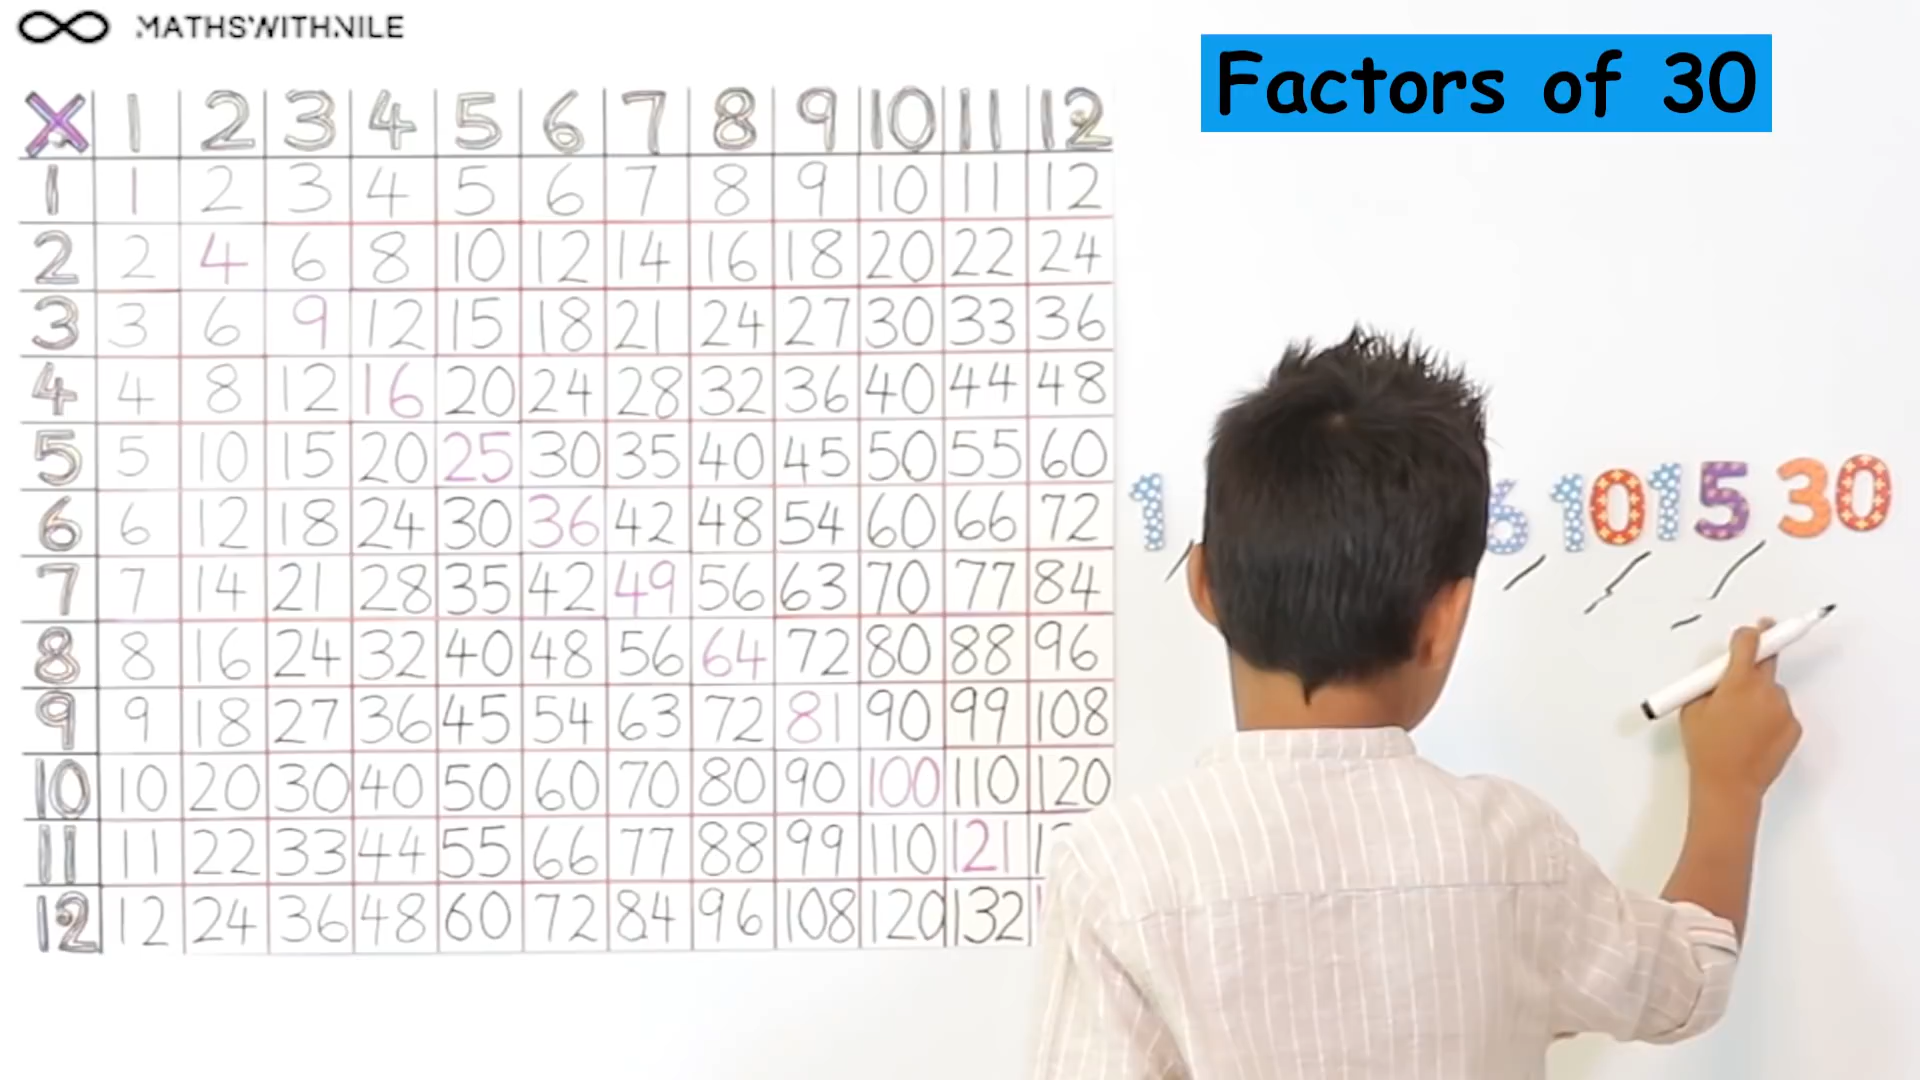 MATHSWITHNILE
Factors of 30
X 1 2 3 4 5 6 7 8 9 10 11 12
1 1 2 3 4 5 6 7 8 9 10 11 12
2 2 4 6 8 10 12 14 16 18 20 22 24
3 3 6 9 12 15 18 21 24 27 30 33 36
4 4 8 12 16 20 24 28 32 36 40 44 48
5 5 10 15 20 25 30 35 40 45 50 55 60
6 6 12 18 24 30 36 42 48 54 60 66 72
7 7 14 21 28 35 42 49 56 63 70 77 84
8 8 16 24 32 40 48 56 64 72 80 88 96
9 9 18 27 36 45 54 63 72 81 90 99 108
10 10 20 30 40 50 60 70 80 90 100 110 120
11 11 22 33 44 55 66 77 88 99 110 121
12 12 24 36 48 60 72 84 96 108 120 132
1, 6, 10, 15, 30